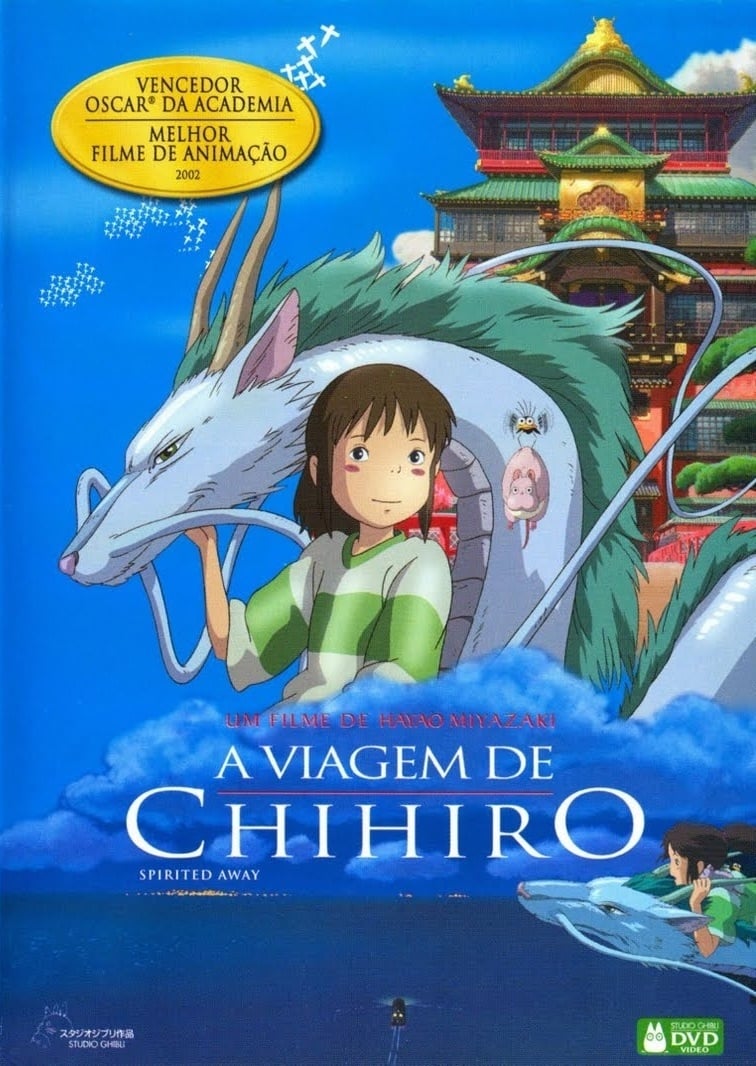 VENCEDOR
OSCAR® DA ACADEMIA
MELHOR
FILME DE ANIMAÇÃO
2002
UM FILME DE HAYAO MIYAZAKI
A VIAGEM DE
CHIHIRO
SPIRITED AWAY
スタジオジブリ作品
STUDIO GHIBLI
STUDIO GHIBLI
DVD
VIDEO